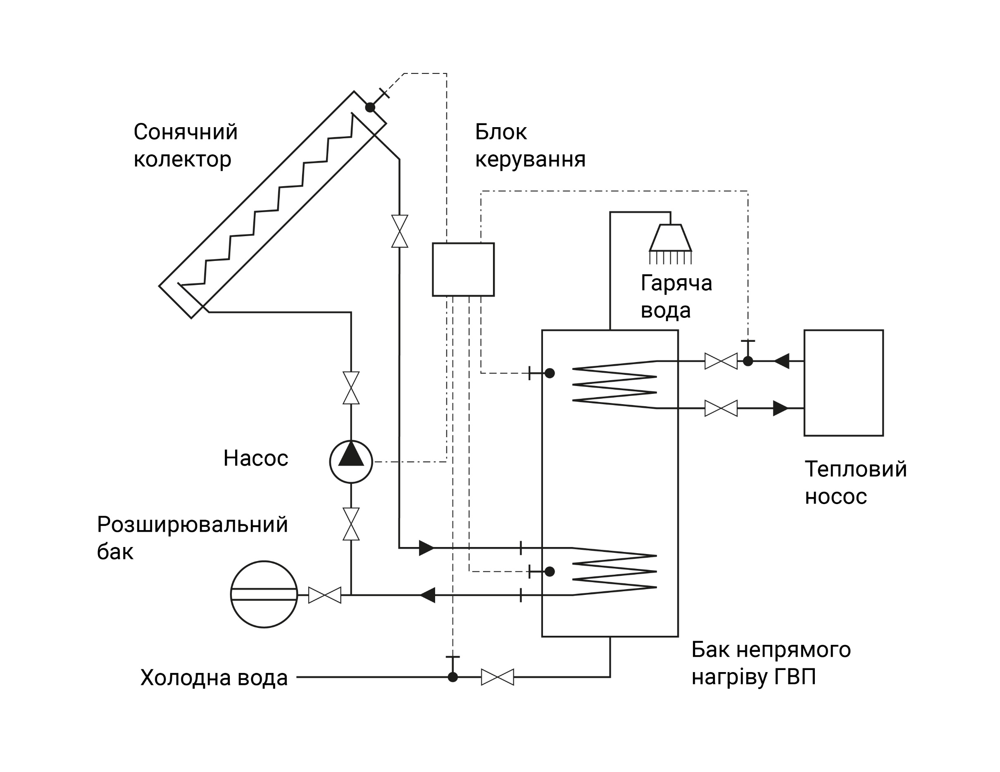 Сонячний
колектор
Блок
керування
Гаряча
вода
Насос
Тепловий
носос
Розширювальний
бак
Бак непрямого
нагріву ГВП
Холодна вода